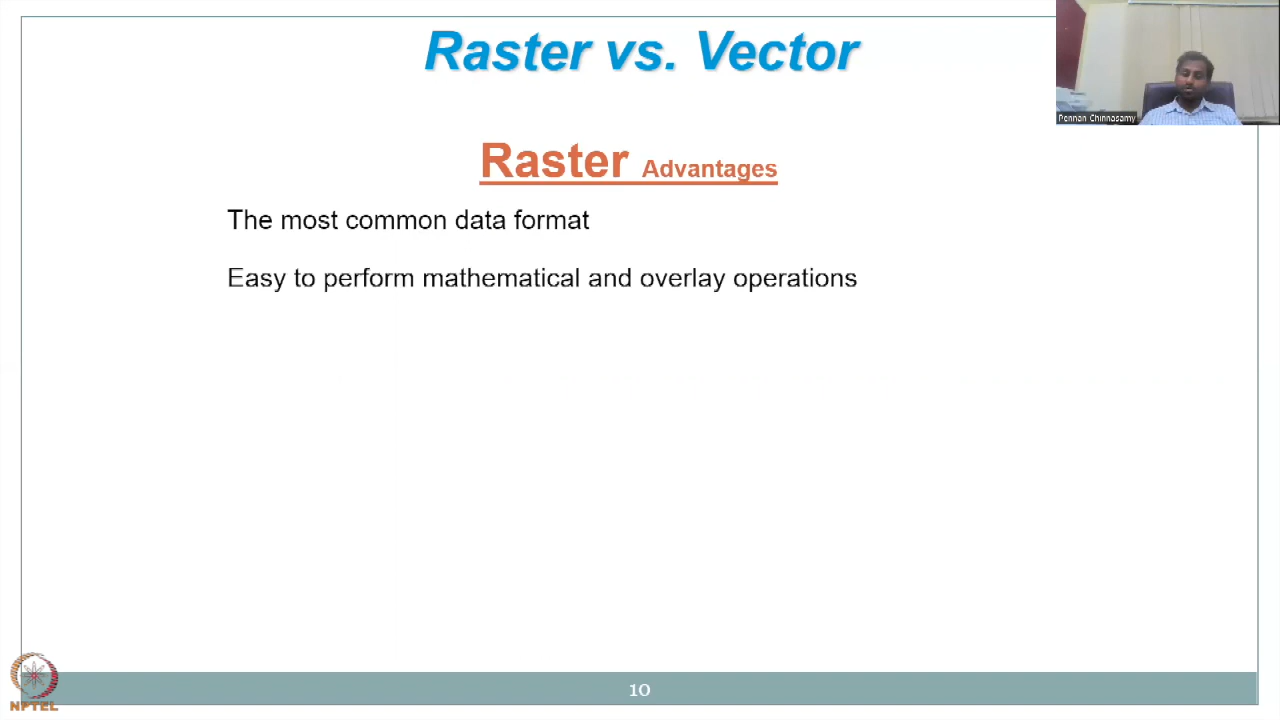 Raster vs. Vector
Pennan Chinnasamy
Raster Advantages
The most common data format
Easy to perform mathematical and overlay operations
NPTEL
10